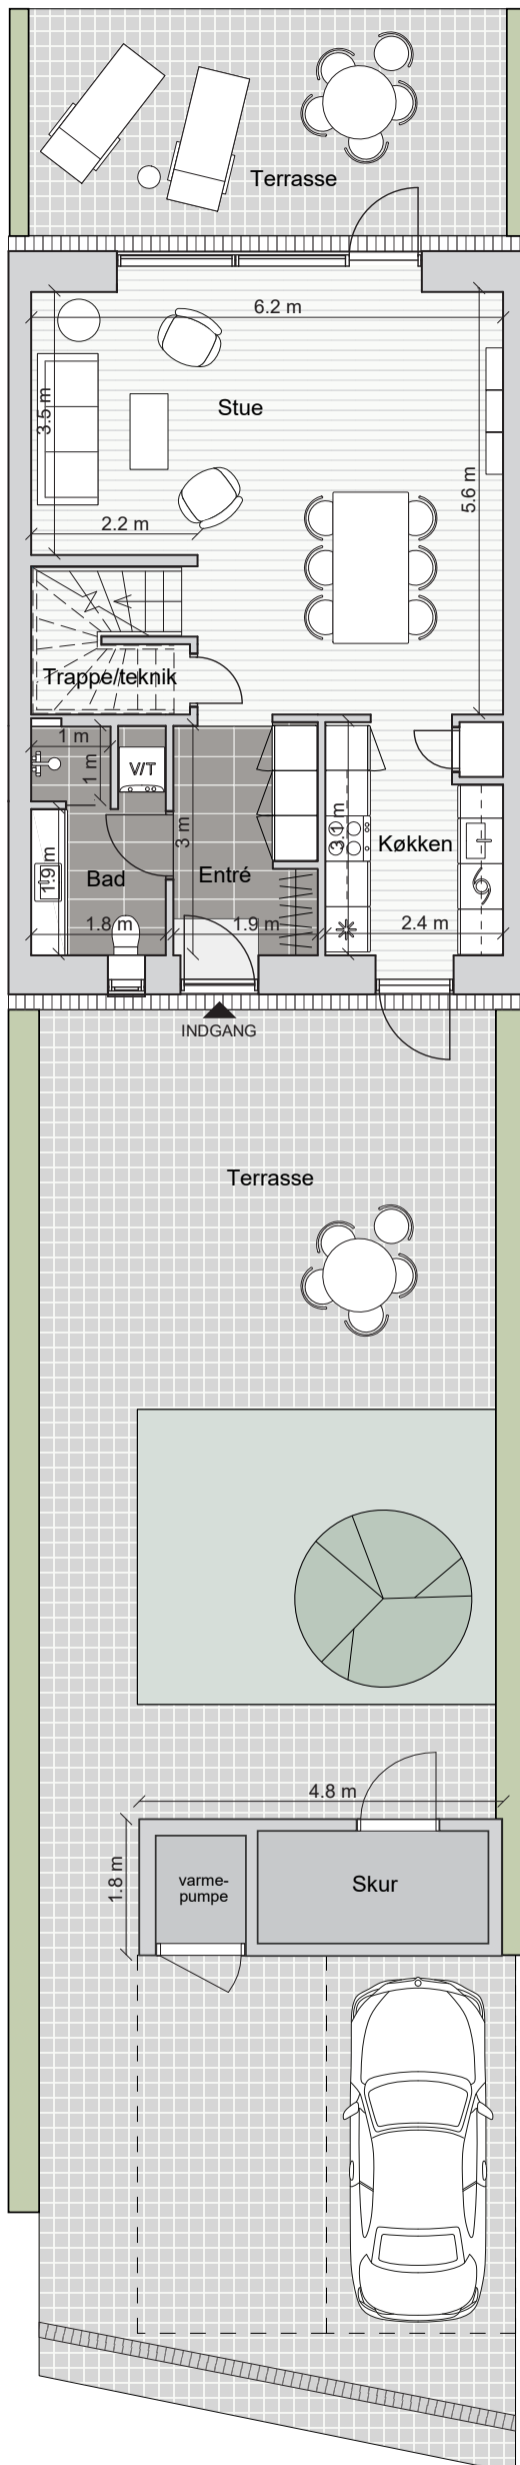 Terrasse
6.2 m
3.5 m
Stue
5.6 m
2.2 m
Trappe/teknik
1 m
1 m
V/T
3 m
3.1 m
Køkken
1.9 m
Bad
Entré
1.8 m
1.9 m
2.4 m
INDGANG
Terrasse
4.8 m
1.8 m
varme-
pumpe
Skur